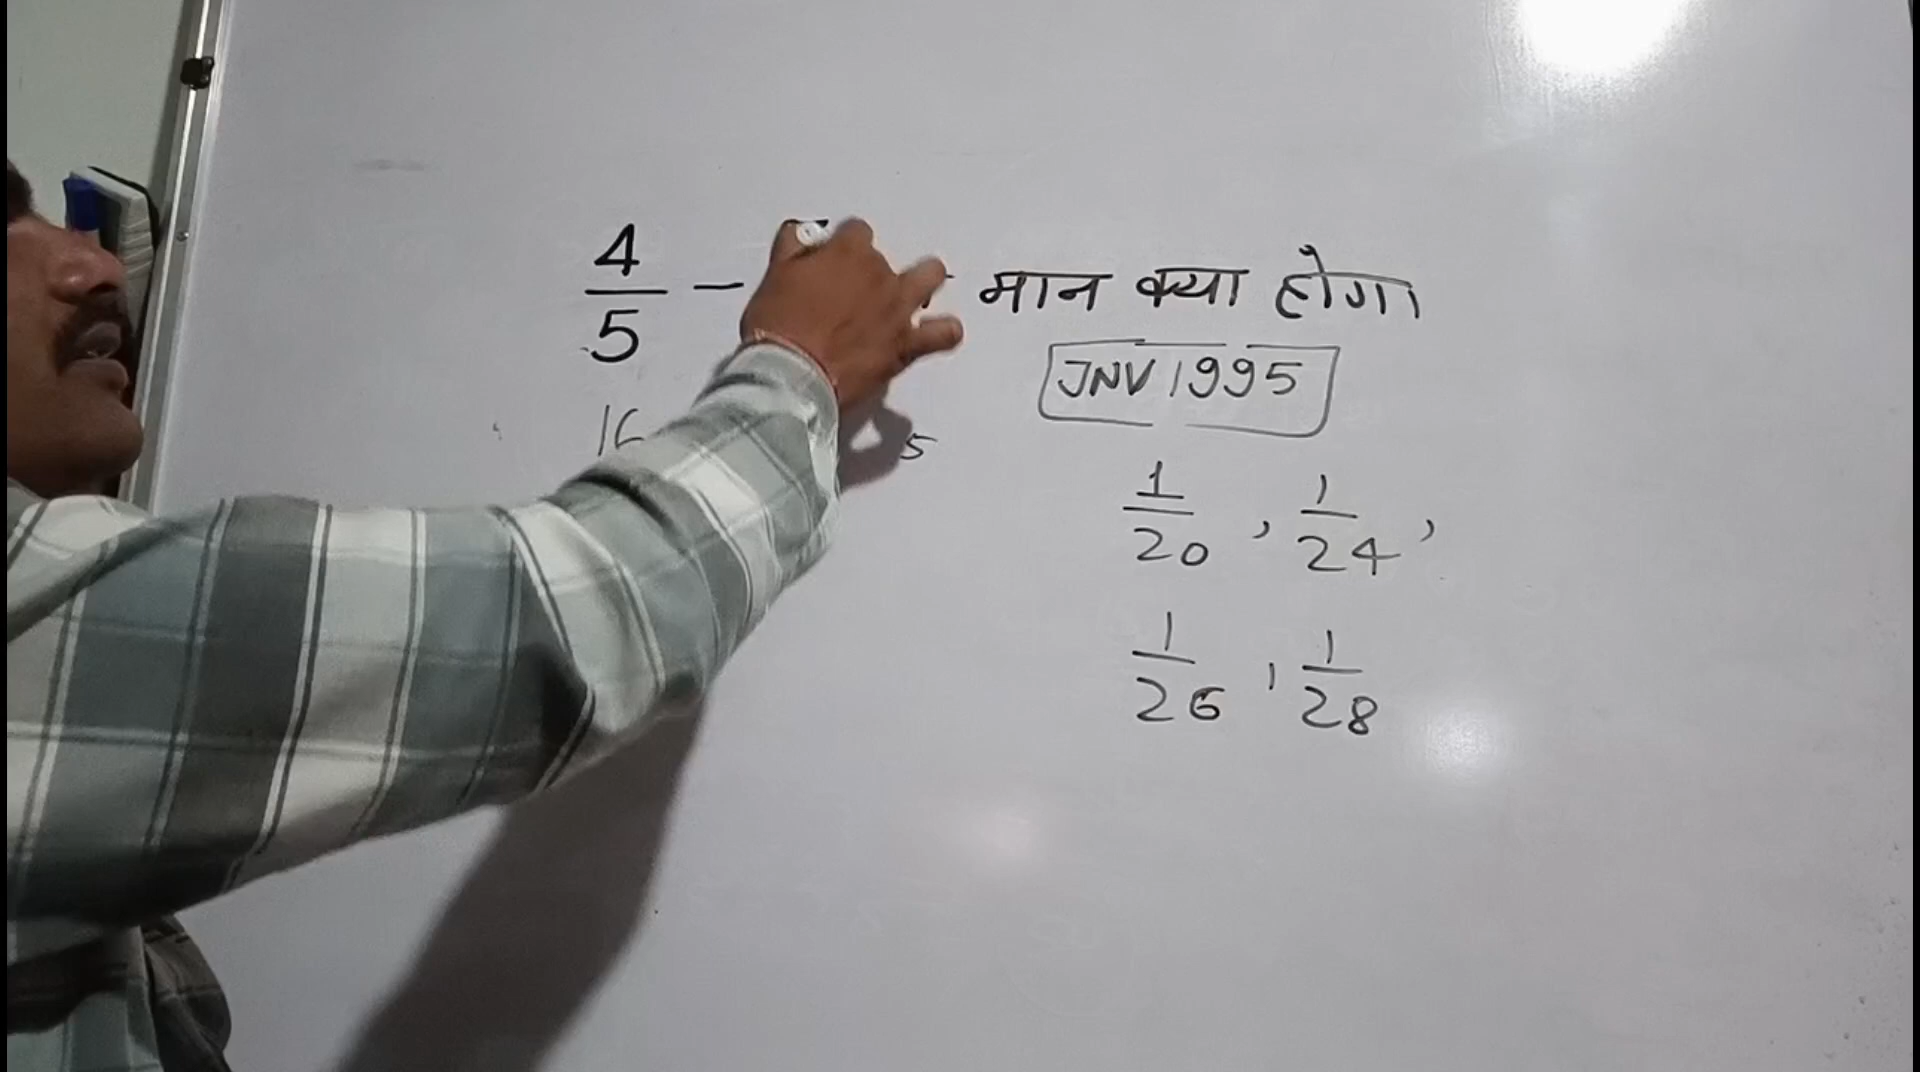 4/5 − मान क्या होगा
JNV 1995
16 5
1/20 , 1/24 ,
1/26 , 1/28